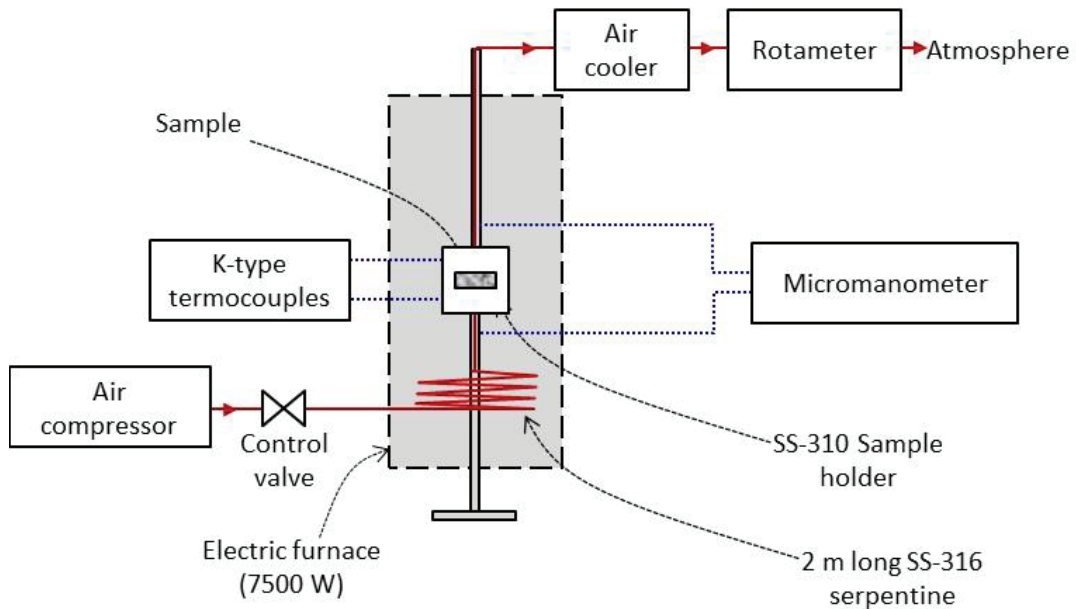 Air
cooler
Rotameter
Atmosphere
Sample
K-type
termocouples
Micromanometer
Air
compressor
Control
valve
SS-310 Sample
holder
Electric furnace
(7500 W)
2 m long SS-316
serpentine